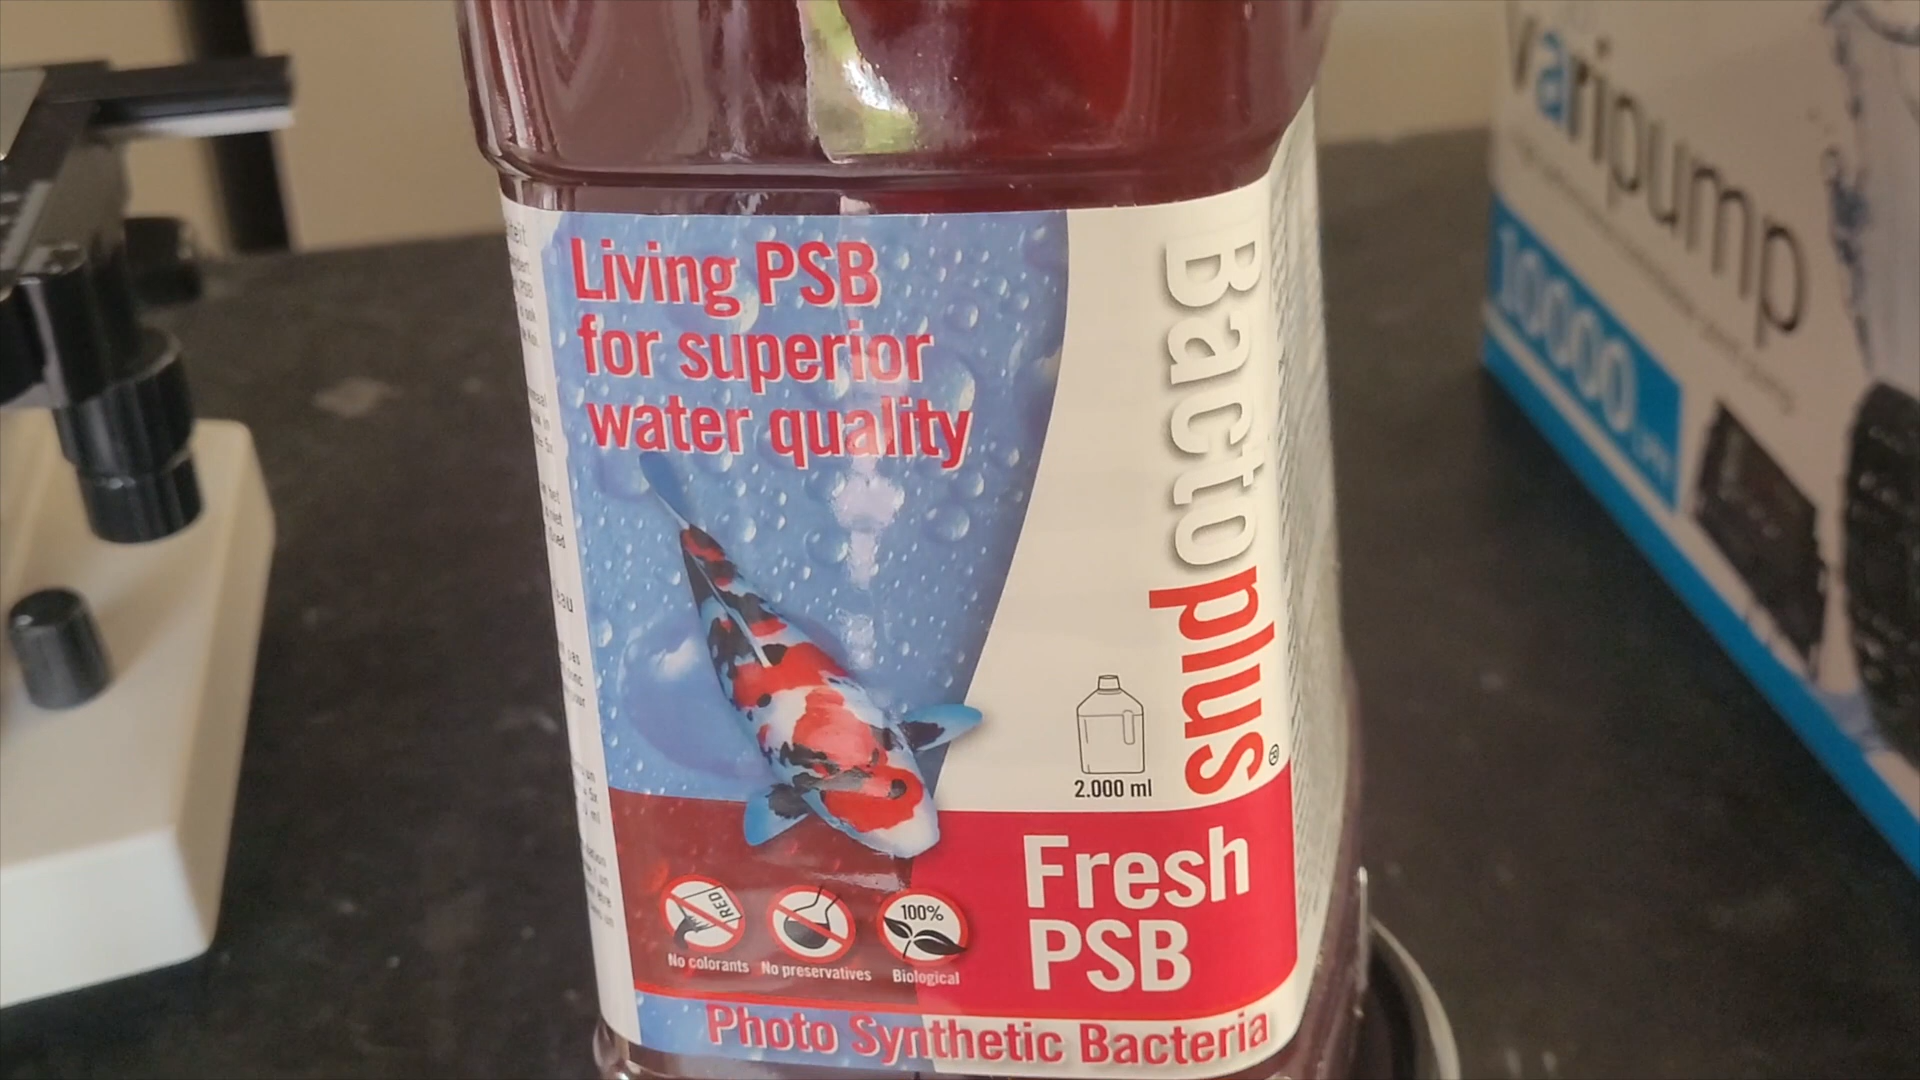 Living PSB
for superior
water quality
Bactoplus®
2.000 ml
Fresh
PSB
RED
100%
No colorants
No preservatives
Biological
Photo Synthetic Bacteria
varipump
10000